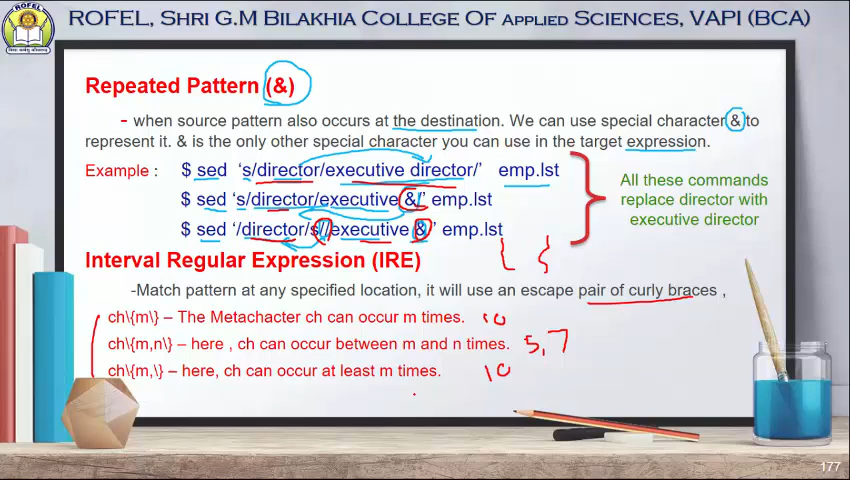 ROFEL
ROFEL, SHRI G.M BILAKHIA COLLEGE OF APPLIED SCIENCES, VAPI (BCA)
Repeated Pattern (&)
- when source pattern also occurs at the destination. We can use special character & to
represent it. & is the only other special character you can use in the target expression.
Example : $ sed ‘s/director/executive director/’ emp.lst
$ sed ‘s/director/executive &/’ emp.lst
$ sed ‘/director/s//executive &/’ emp.lst
All these commands
replace director with
executive director
Interval Regular Expression (IRE)
-Match pattern at any specified location, it will use an escape pair of curly braces ,
ch\{m\} – The Metachacter ch can occur m times. 10
ch\{m,n\} – here , ch can occur between m and n times. 5,7
ch\{m,\} – here, ch can occur at least m times. 10
177